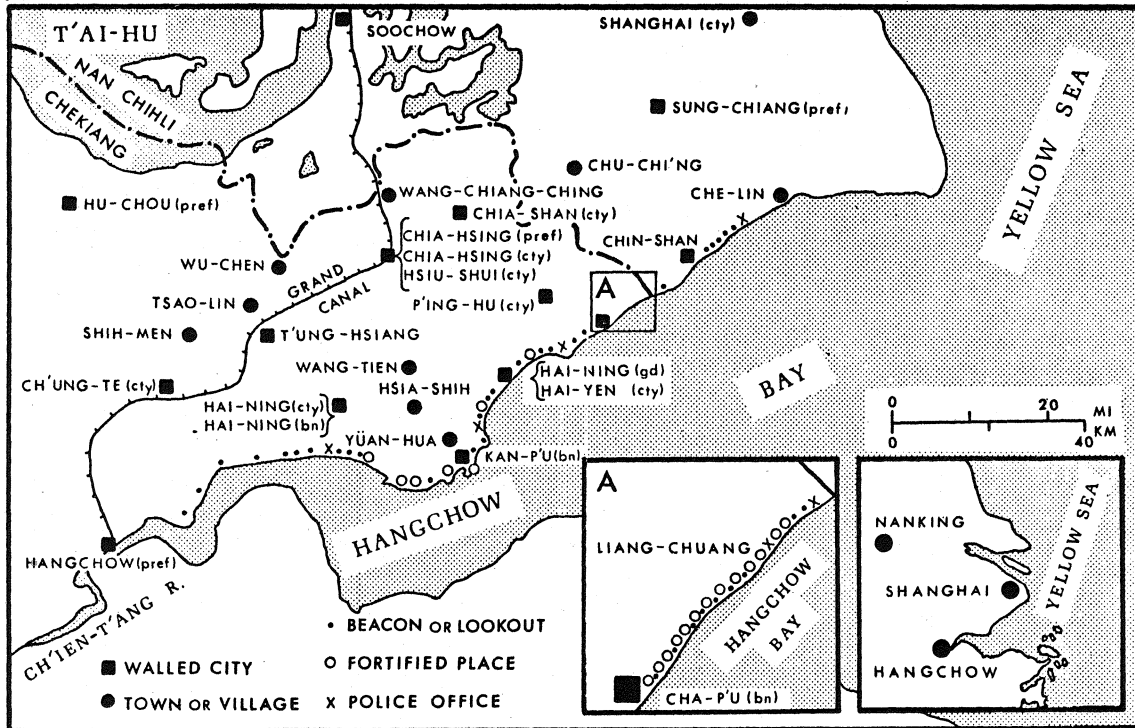 T'AI-HU
SOOCHOW
SHANGHAI (cty)
NAN CHIHLI
CHEKIANG
SUNG-CHIANG (pref)
YELLOW SEA
CHU-CHI'NG
HU-CHOU (pref)
WANG-CHIANG-CHING
CHE-LIN
CHIA-SHAN (cty)
CHIA-HSING (pref)
CHIA-HSING (cty)
HSIU-SHUI (cty)
CHIN-SHAN
WU-CHEN
GRAND
CANAL
P'ING-HU (cty)
A
TSAO-LIN
SHIH-MEN
T'UNG-HSIANG
WANG-TIEN
HAI-NING (gd)
HAI-YEN (cty)
BAY
CH'UNG-TE (cty)
HSIA-SHIH
HAI-NING (cty)
HAI-NING (bn)
0 20 MI
0 40 KM
YÜAN-HUA
KAN-P'U (bn)
HANGCHOW
HANGCHOW (pref)
CH'IEN-T'ANG R.
BEACON OR LOOKOUT
WALLED CITY
FORTIFIED PLACE
TOWN OR VILLAGE
X POLICE OFFICE
A
LIANG-CHUANG
HANGCHOW
BAY
CHA-P'U (bn)
NANKING
SHANGHAI
YELLOW SEA
HANGCHOW